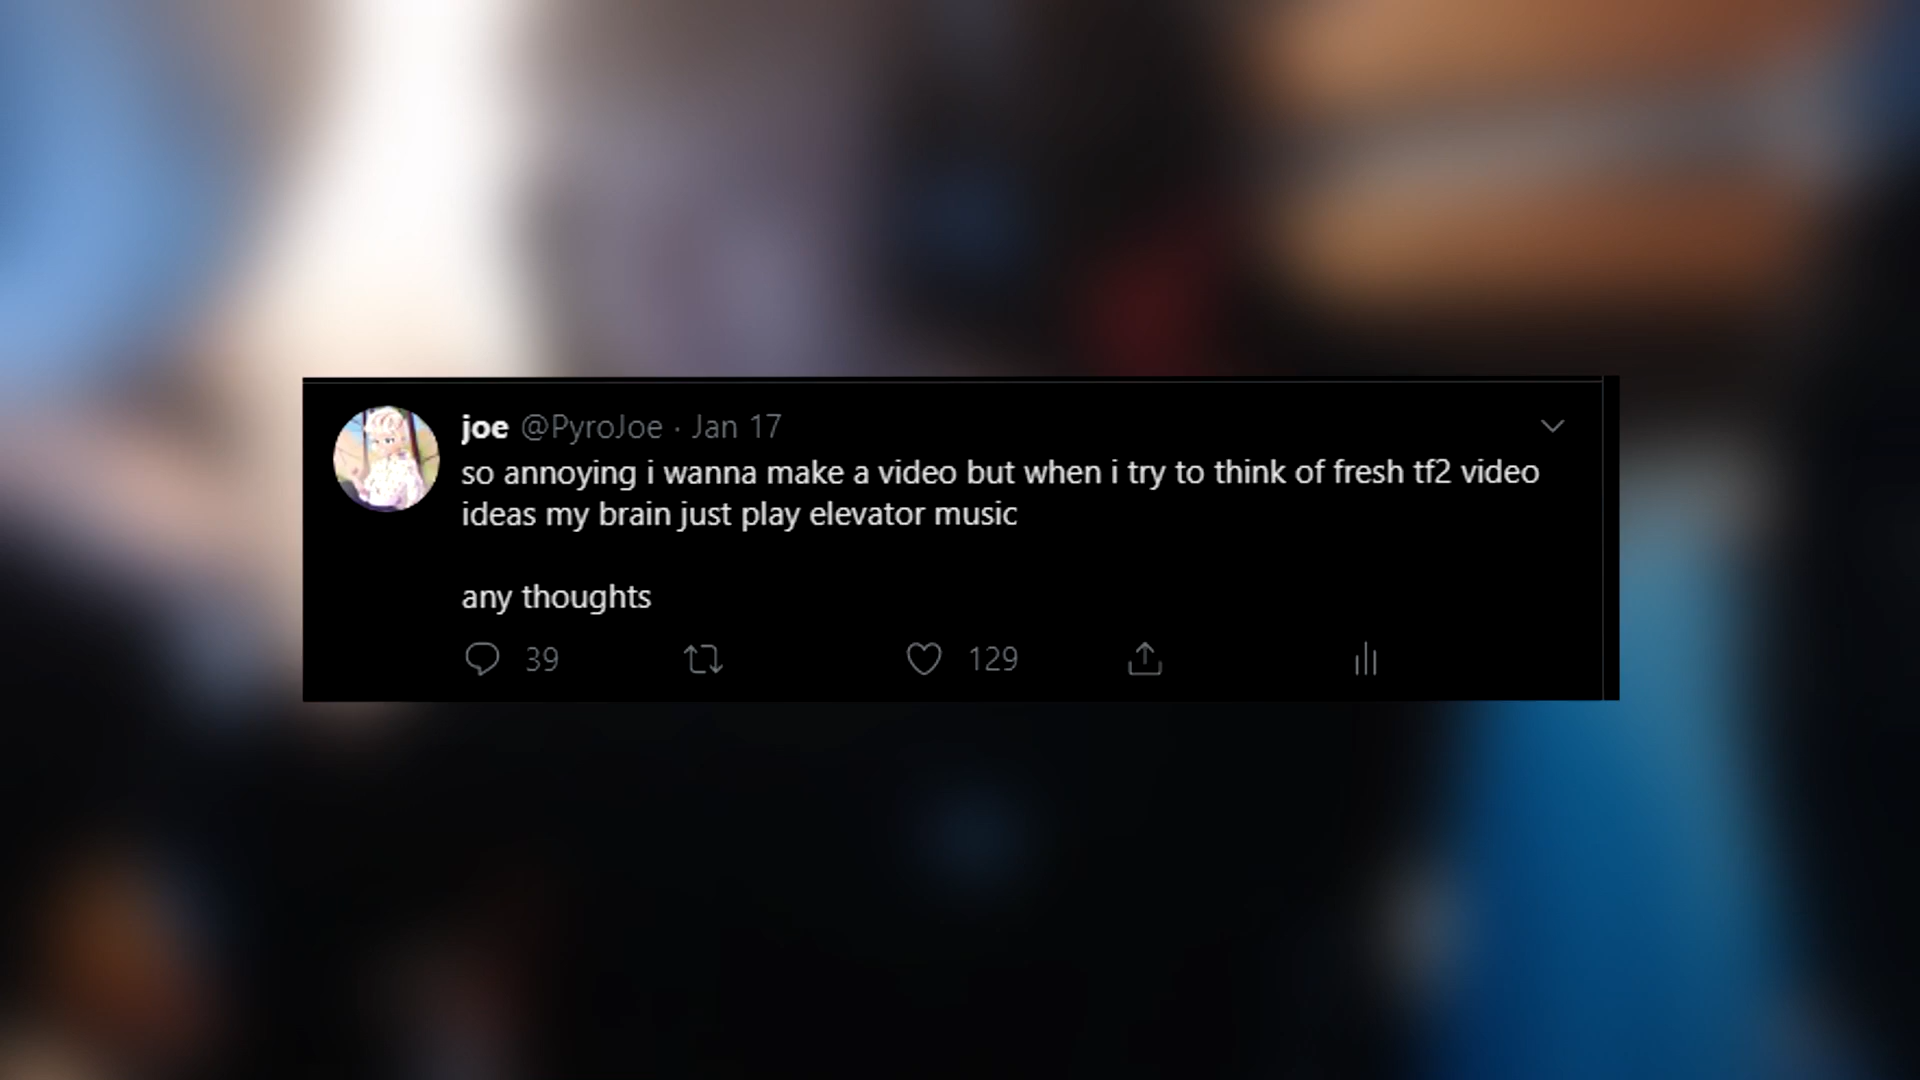 joe @PyroJoe · Jan 17
so annoying i wanna make a video but when i try to think of fresh tf2 video
ideas my brain just play elevator music
any thoughts
39 129